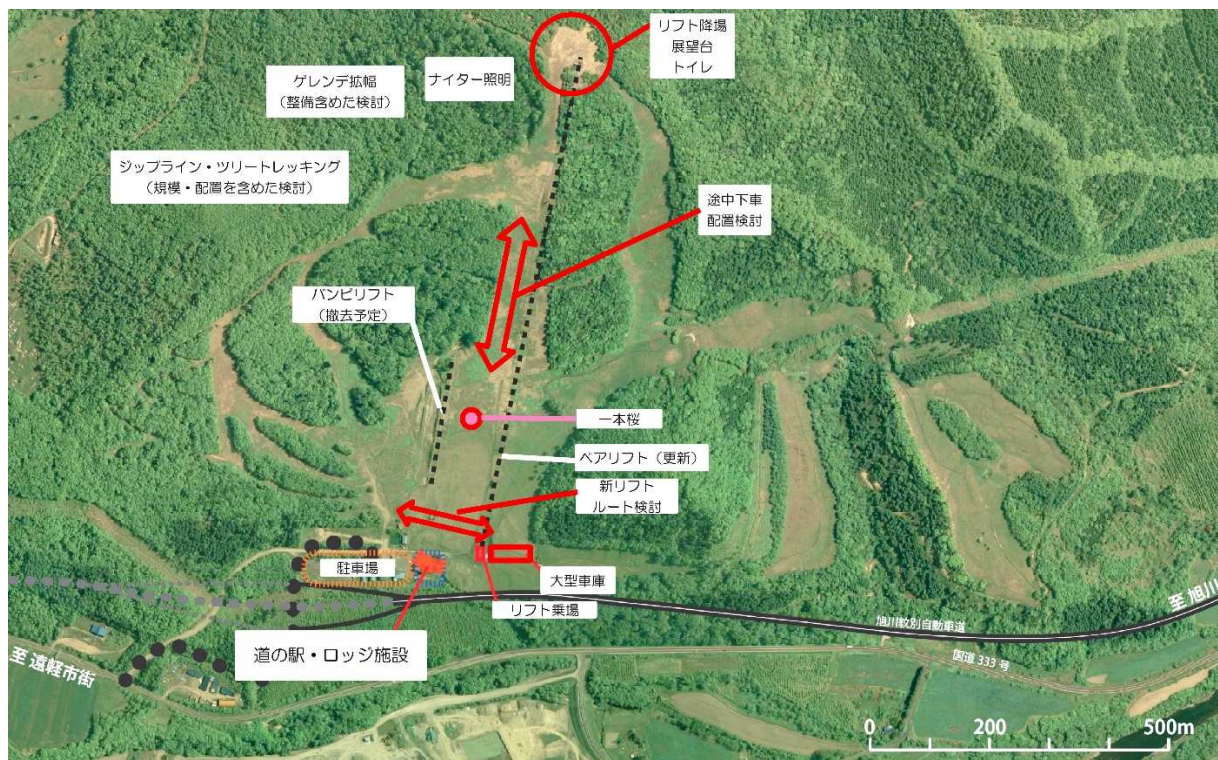 リフト降場
展望台
トイレ
ゲレンデ拡幅
（整備含めた検討）
ナイター照明
ジップライン・ツリートレッキング
（規模・配置を含めた検討）
途中下車
配置検討
バンビリフト
（撤去予定）
一本桜
ペアリフト（更新）
新リフト
ルート検討
駐車場
大型車庫
リフト乗場
至 旭川
旭川紋別自動車道
道の駅・ロッジ施設
国道 333 号
至 遠軽市街
0 200 500m